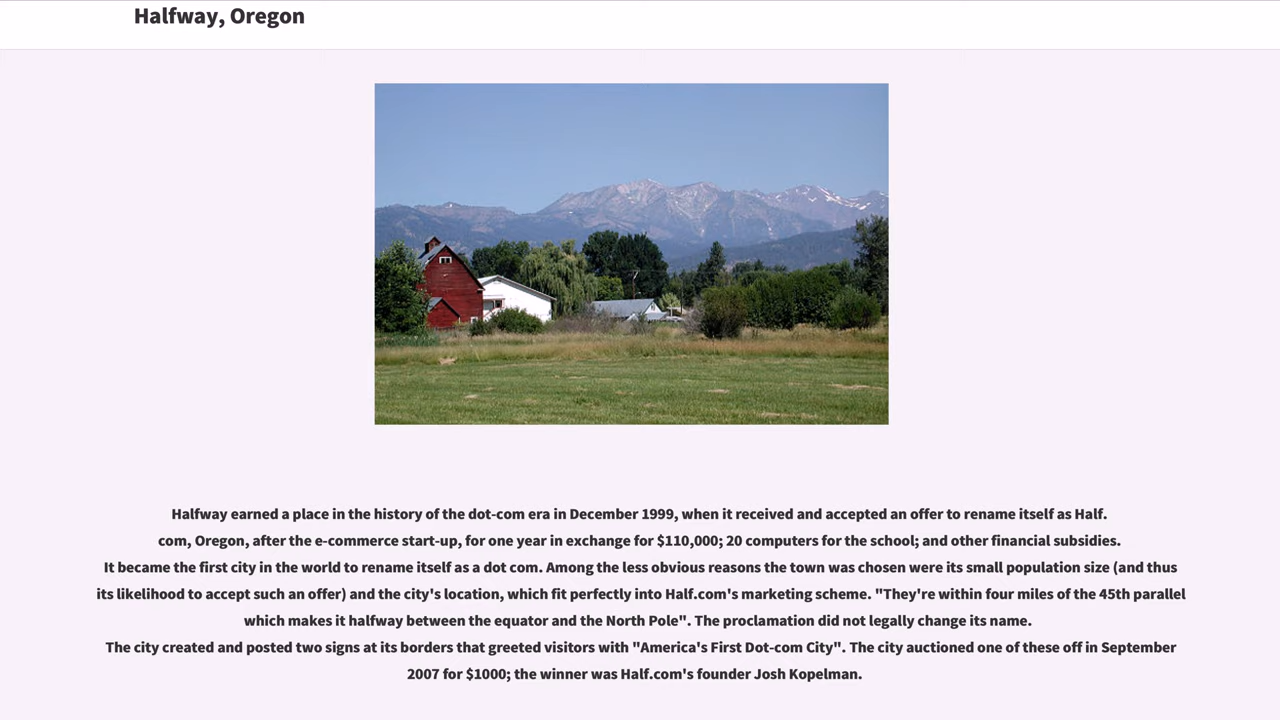 Halfway, Oregon
Halfway earned a place in the history of the dot-com era in December 1999, when it received and accepted an offer to rename itself as Half.
com, Oregon, after the e-commerce start-up, for one year in exchange for $110,000; 20 computers for the school; and other financial subsidies.
It became the first city in the world to rename itself as a dot com. Among the less obvious reasons the town was chosen were its small population size (and thus
its likelihood to accept such an offer) and the city's location, which fit perfectly into Half.com's marketing scheme. "They're within four miles of the 45th parallel
which makes it halfway between the equator and the North Pole". The proclamation did not legally change its name.
The city created and posted two signs at its borders that greeted visitors with "America's First Dot-com City". The city auctioned one of these off in September
2007 for $1000; the winner was Half.com's founder Josh Kopelman.